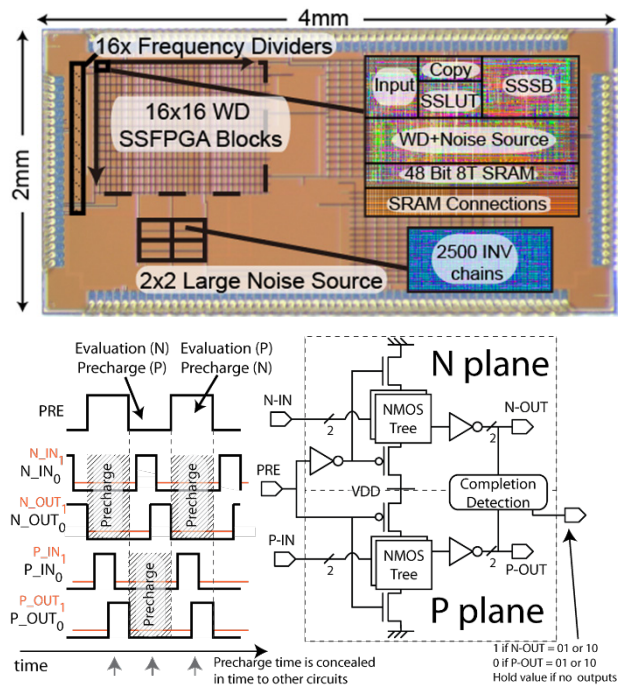 4mm
2mm
16x Frequency Dividers
16x16 WD
SSFPGA Blocks
Input
Copy
SSLUT
SSSB
WD+Noise Source
48 Bit 8T SRAM
SRAM Connections
2500 INV
chains
2x2 Large Noise Source
Evaluation (N)
Precharge (P)
Evaluation (P)
Precharge (N)
PRE
N_IN1
N_IN0
Precharge
Precharge
N_OUT1
N_OUT0
P_IN1
P_IN0
Precharge
P_OUT1
P_OUT0
time
Precharge time is concealed
in time to other circuits
N plane
N-IN
2
NMOS
Tree
2
N-OUT
PRE
VDD
Completion
Detection
P-IN
2
NMOS
Tree
2
P-OUT
P plane
1 if N-OUT = 01 or 10
0 if P-OUT = 01 or 10
Hold value if no outputs